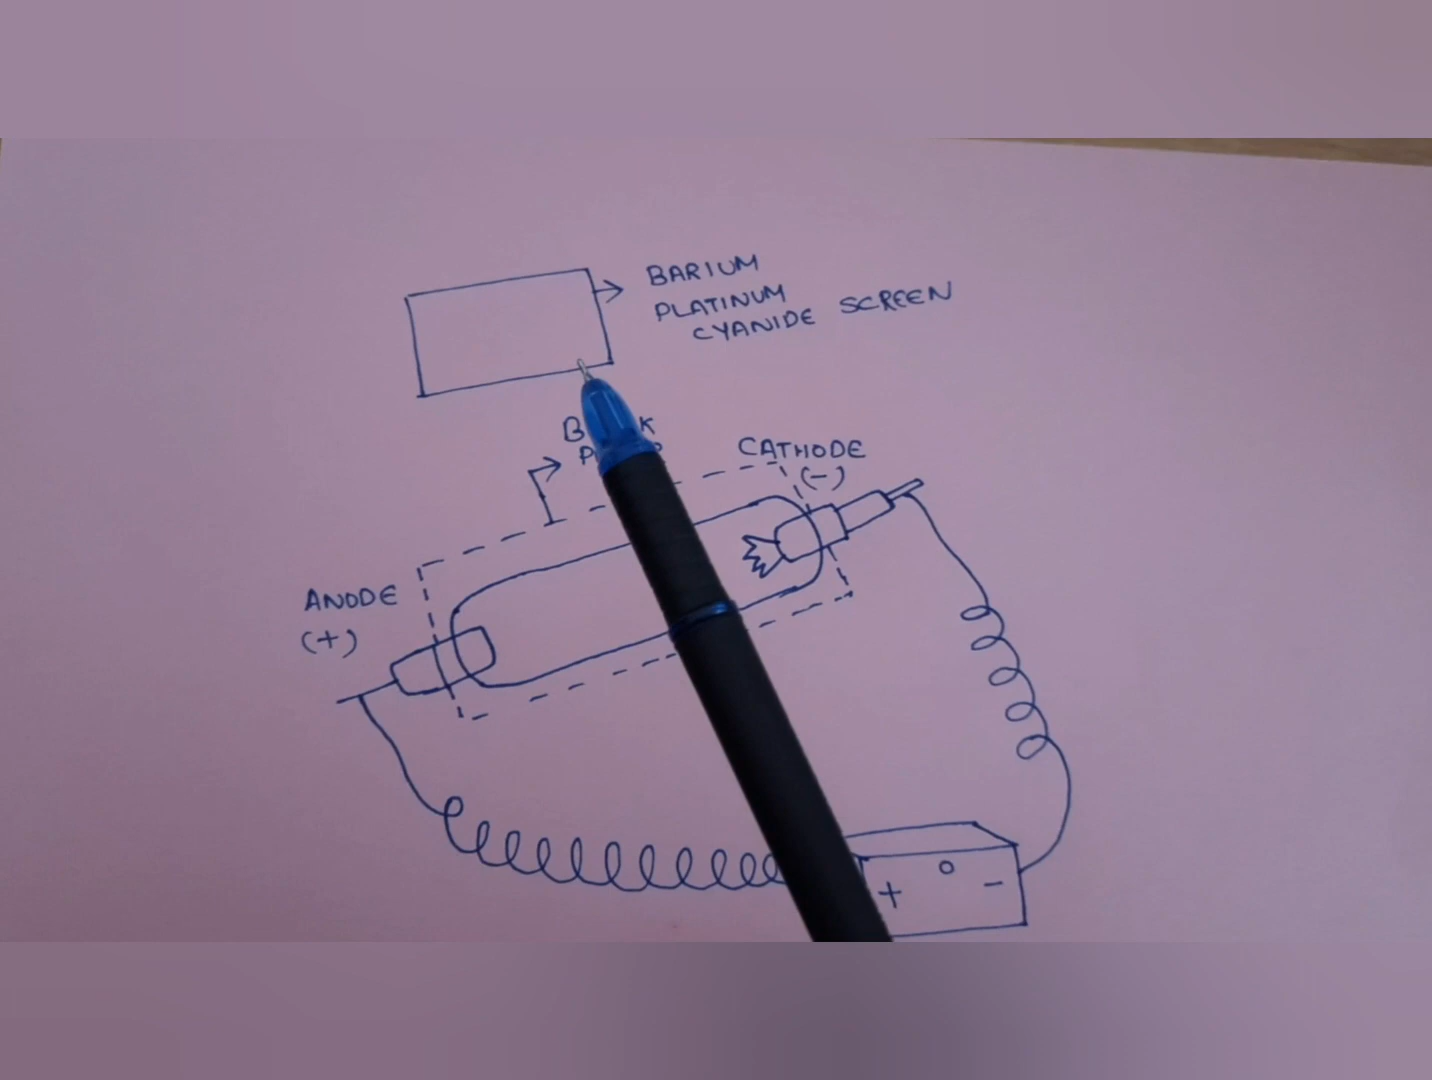 BARIUM
PLATINUM
CYANIDE SCREEN
CATHODE
(-)
ANODE
(+)
+ o -